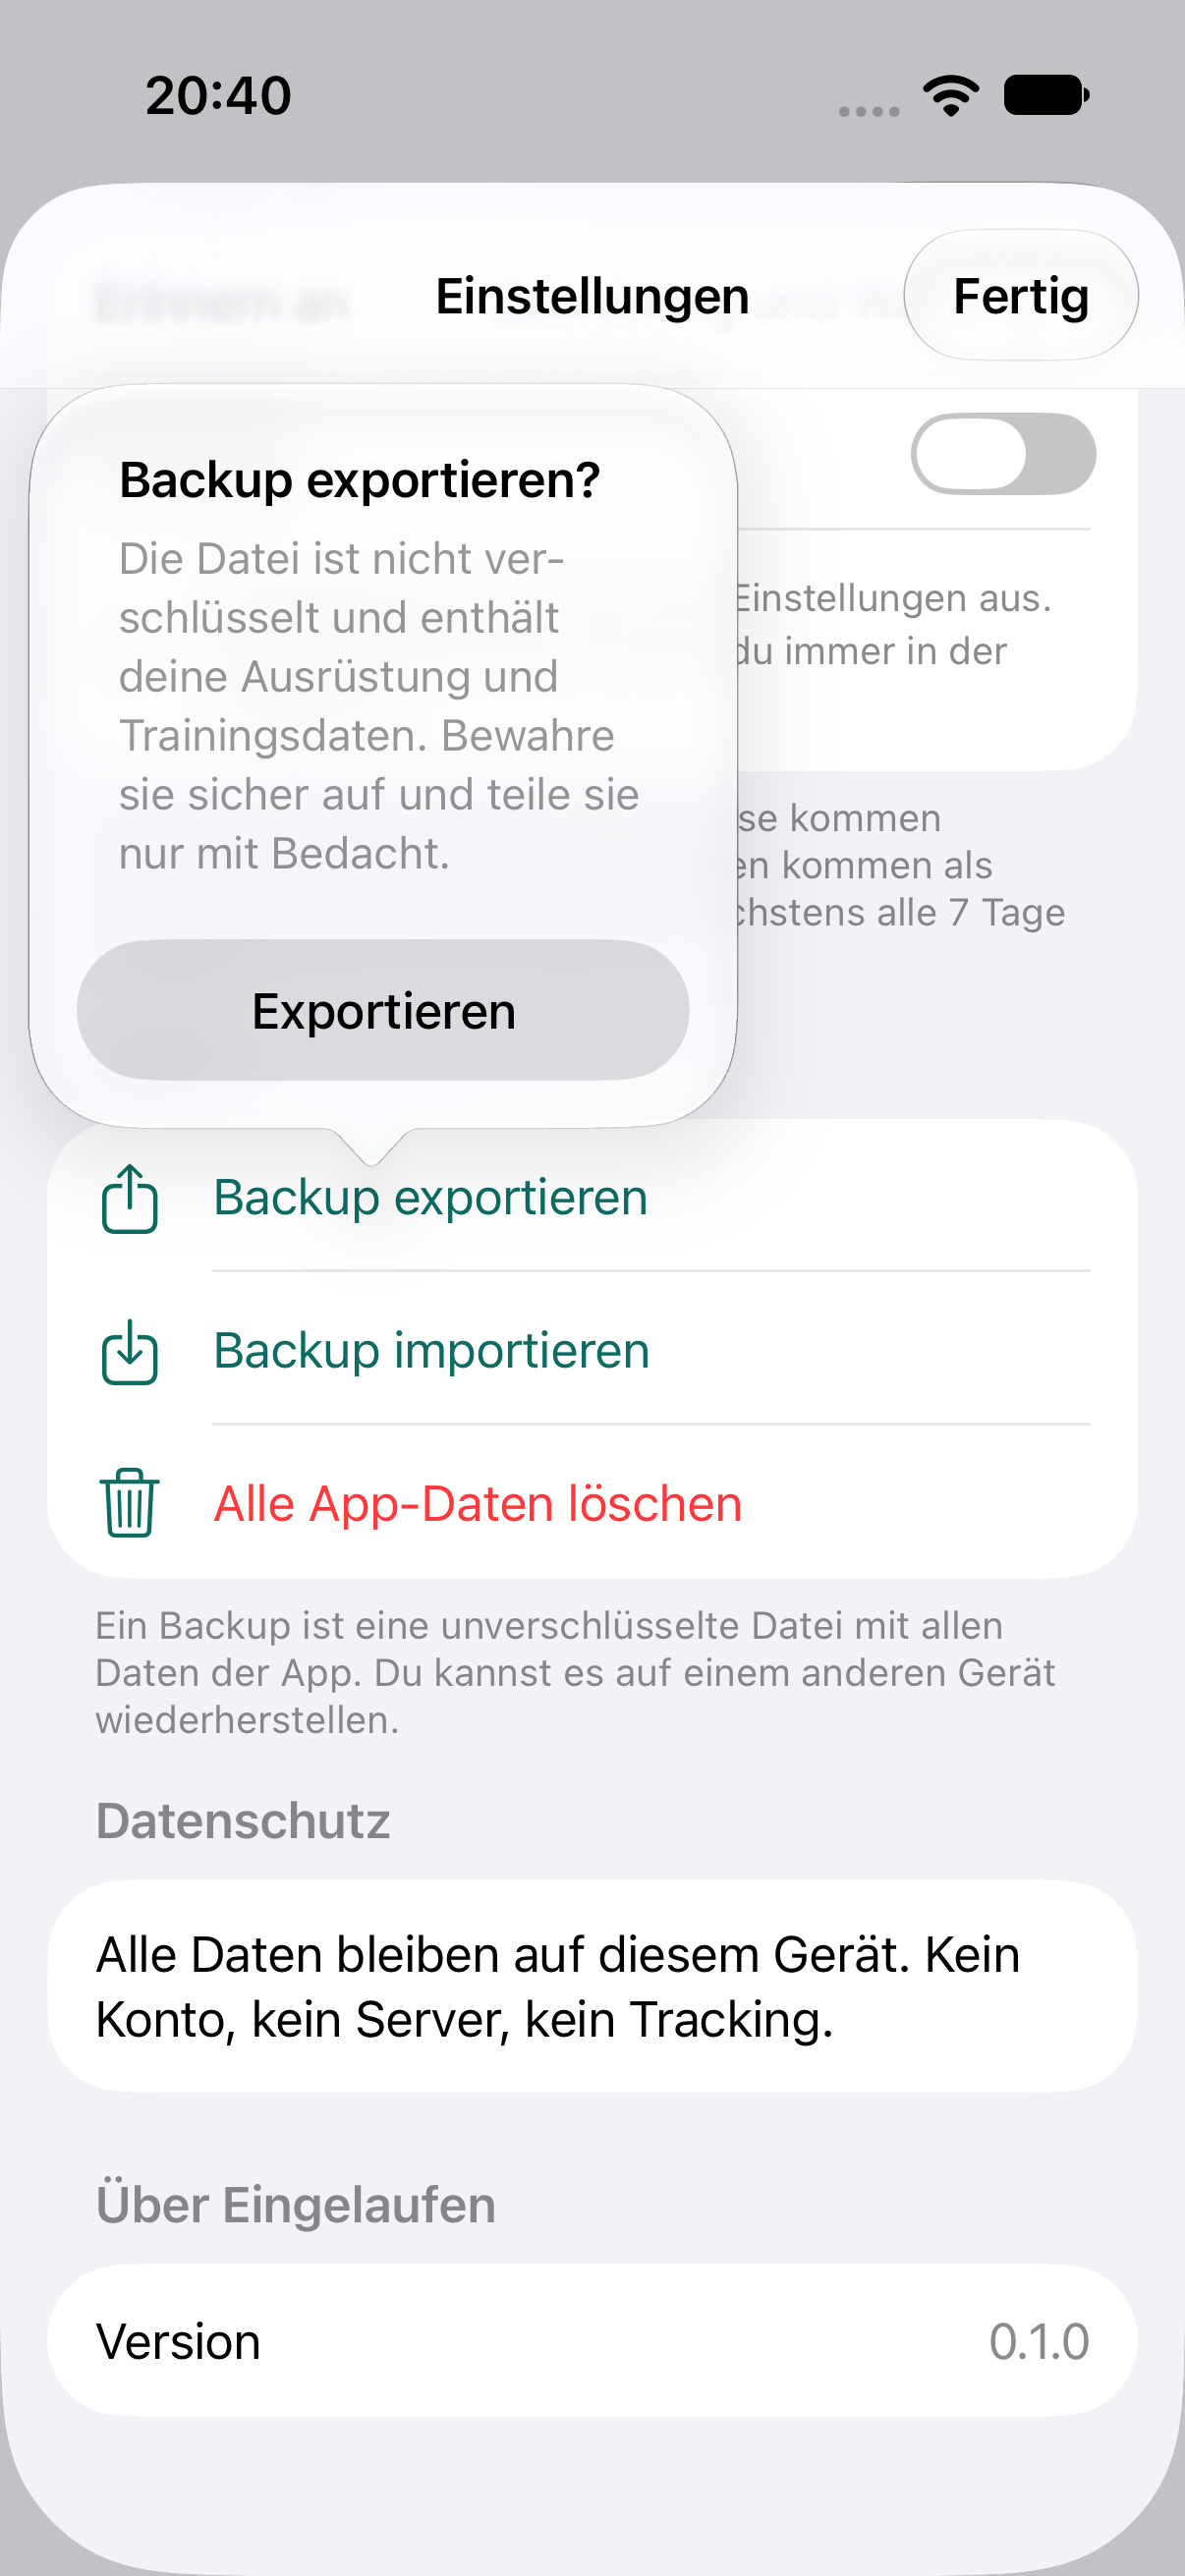 20:40
Erinnern an
Einstellungen
Fertig
Backup exportieren?
Die Datei ist nicht ver-
schlüsselt und enthält
deine Ausrüstung und
Trainingsdaten. Bewahre
sie sicher auf und teile sie
nur mit Bedacht.
Exportieren
Einstellungen aus.
du immer in der
kommen
kommen als
alle 7 Tage
Backup exportieren
Backup importieren
Alle App-Daten löschen
Ein Backup ist eine unverschlüsselte Datei mit allen
Daten der App. Du kannst es auf einem anderen Gerät
wiederherstellen.
Datenschutz
Alle Daten bleiben auf diesem Gerät. Kein
Konto, kein Server, kein Tracking.
Über Eingelaufen
Version
0.1.0